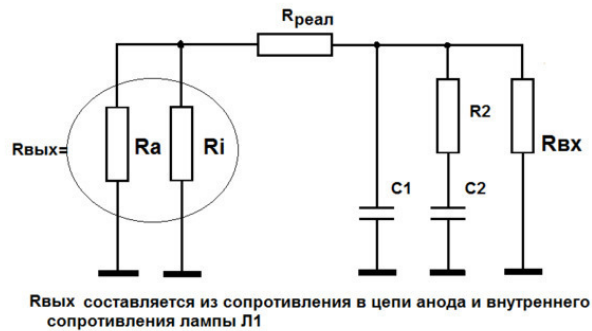 Rреал
Rвых=
Ra
Ri
R2
Rвх
C1
C2
Rвых составляется из сопротивления в цепи анода и внутреннего
сопротивления лампы Л1